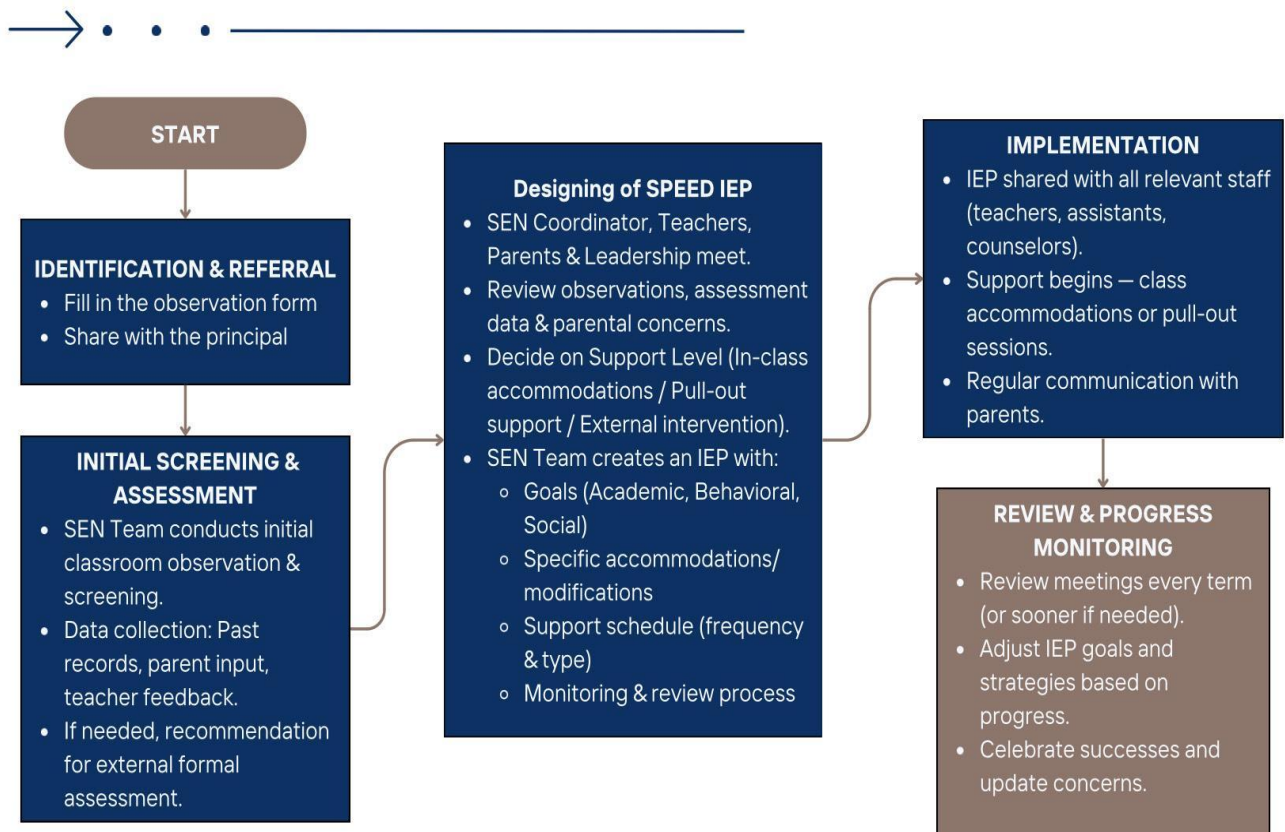 START
IDENTIFICATION & REFERRAL
• Fill in the observation form
• Share with the principal
INITIAL SCREENING &
ASSESSMENT
• SEN Team conducts initial
classroom observation &
screening.
• Data collection: Past
records, parent input,
teacher feedback.
• If needed, recommendation
for external formal
assessment.
Designing of SPEED IEP
• SEN Coordinator, Teachers,
Parents & Leadership meet.
• Review observations, assessment
data & parental concerns.
• Decide on Support Level (In-class
accommodations / Pull-out
support / External intervention).
• SEN Team creates an IEP with:
◦ Goals (Academic, Behavioral,
Social)
◦ Specific accommodations/
modifications
◦ Support schedule (frequency
& type)
◦ Monitoring & review process
IMPLEMENTATION
• IEP shared with all relevant staff
(teachers, assistants,
counselors).
• Support begins — class
accommodations or pull-out
sessions.
• Regular communication with
parents.
REVIEW & PROGRESS
MONITORING
• Review meetings every term
(or sooner if needed).
• Adjust IEP goals and
strategies based on
progress.
• Celebrate successes and
update concerns.